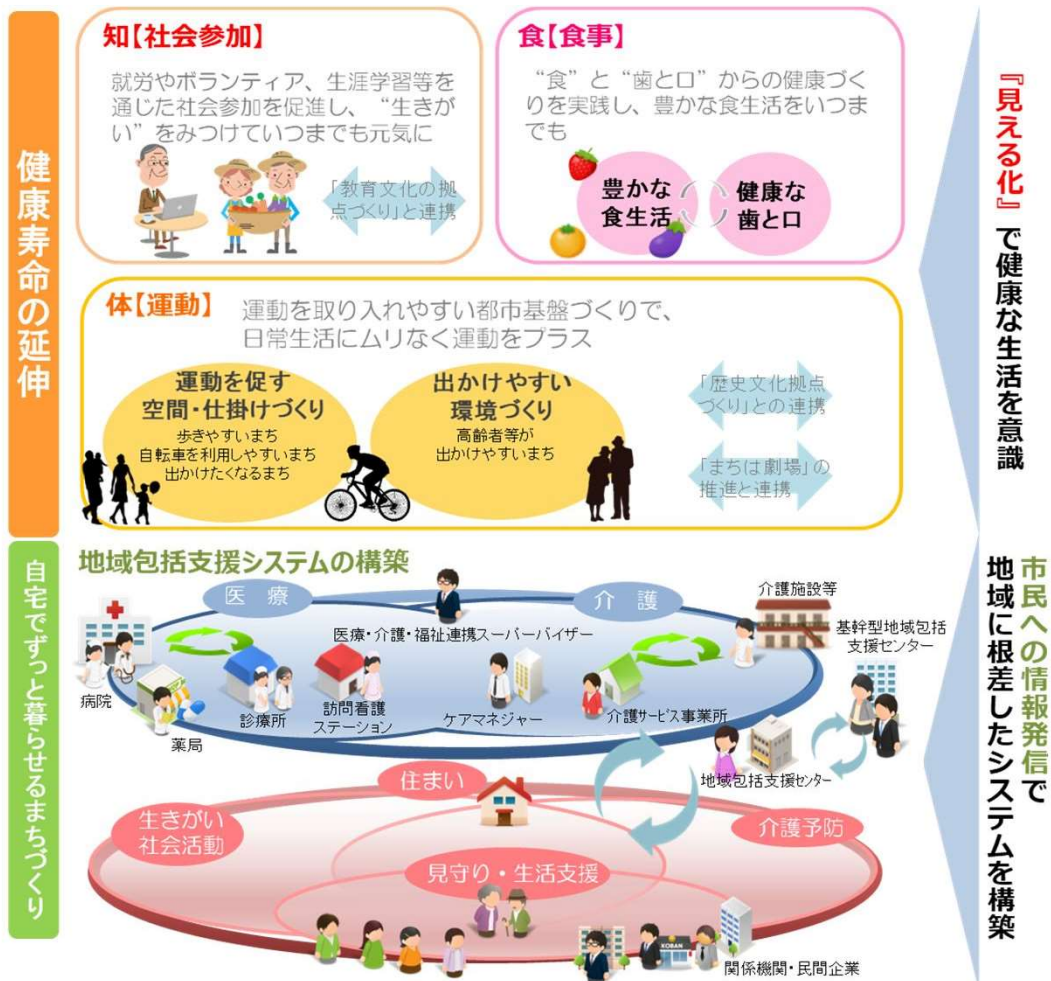 健康寿命の延伸
知【社会参加】
就労やボランティア、生涯学習等を
通じた社会参加を促進し、“生きが
い”をみつけていつまでも元気に
「教育文化の拠
点づくり」と連携
食【食事】
“食”と“歯と口”からの健康づく
りを実践し、豊かな食生活をいつま
でも
豊かな
食生活
健康な
歯と口
体【運動】
運動を取り入れやすい都市基盤づくりで、
日常生活にムリなく運動をプラス
運動を促す
空間・仕掛けづくり
歩きやすいまち
自転車を利用しやすいまち
出かけたくなるまち
出かけやすい
環境づくり
高齢者等が
出かけやすいまち
「歴史文化拠点
づくり」との連携
「まちは劇場」の
推進と連携
『見える化』で健康な生活を意識
自宅でずっと暮らせるまちづくり
地域包括支援システムの構築
医療
介護
医療・介護・福祉連携スーパーバイザー
介護施設等
基幹型地域包括
支援センター
病院
薬局
診療所
訪問看護
ステーション
ケアマネジャー
介護サービス事業所
地域包括支援センター
住まい
生きがい
社会活動
介護予防
見守り・生活支援
KOBAN
関係機関・民間企業
市民への情報発信で
地域に根差したシステムを構築